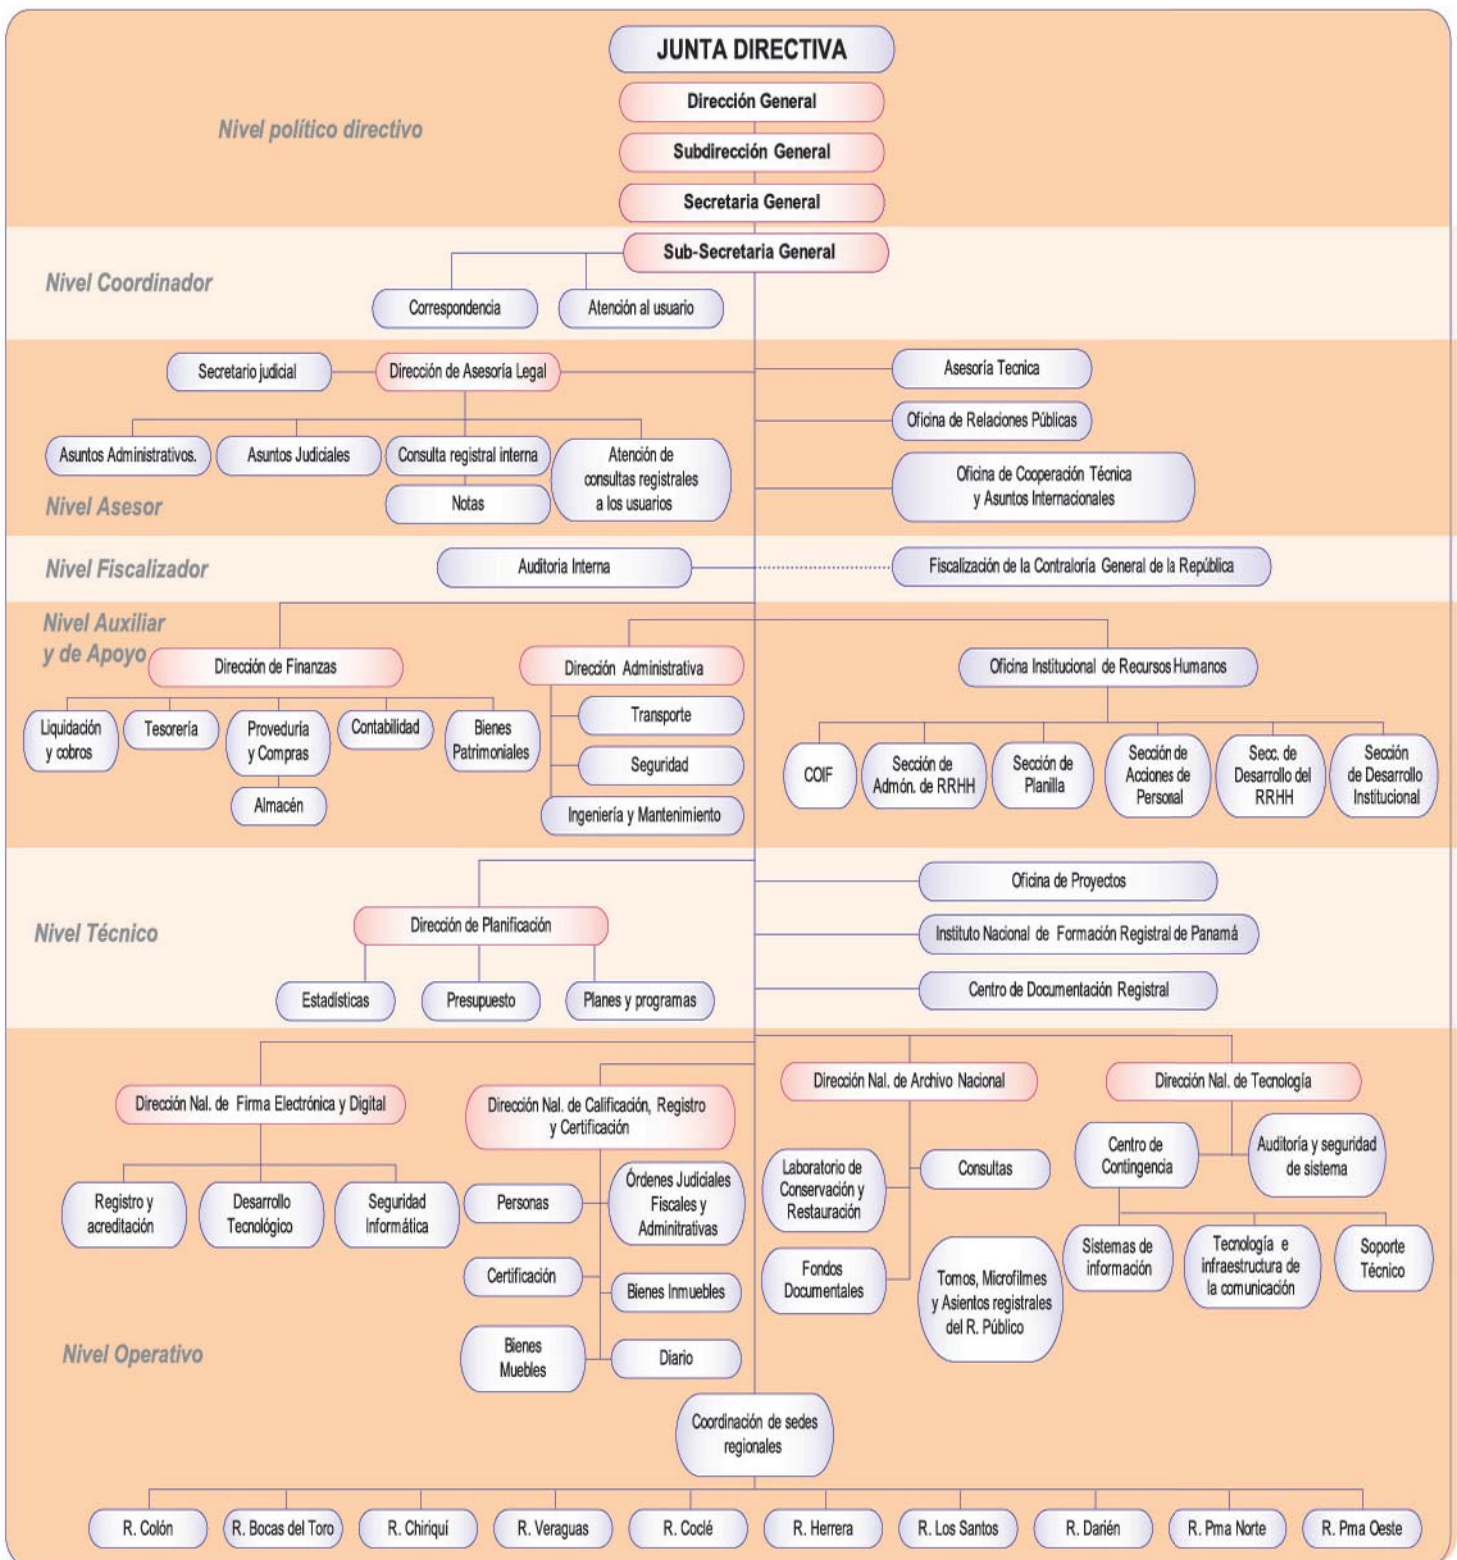 JUNTA DIRECTIVA
Dirección General
Nivel político directivo
Subdirección General
Secretaria General
Sub-Secretaria General
Nivel Coordinador
Correspondencia
Atención al usuario
Secretario judicial
Dirección de Asesoría Legal
Asesoría Tecnica
Oficina de Relaciones Públicas
Asuntos Administrativos.
Asuntos Judiciales
Consulta registral interna
Atención de
consultas registrales
a los usuarios
Notas
Oficina de Cooperación Técnica
y Asuntos Internacionales
Nivel Asesor
Nivel Fiscalizador
Auditoria Interna
Fiscalización de la Contraloría General de la República
Nivel Auxiliar
y de Apoyo
Dirección de Finanzas
Dirección Administrativa
Oficina Institucional de Recursos Humanos
Liquidación
y cobros
Tesorería
Proveduría
y Compras
Contabilidad
Bienes
Patrimoniales
Almacén
Transporte
Seguridad
Ingeniería y Mantenimiento
COIF
Sección de
Admón. de RRHH
Sección de
Planilla
Sección de
Acciones de
Personal
Secc. de
Desarrollo del
RRHH
Sección
de Desarrollo
Institucional
Nivel Técnico
Dirección de Planificación
Oficina de Proyectos
Instituto Nacional de Formación Registral de Panamá
Centro de Documentación Registral
Estadísticas
Presupuesto
Planes y programas
Dirección Nal. de Firma Electrónica y Digital
Dirección Nal. de Calificación, Registro
y Certificación
Dirección Nal. de Archivo Nacional
Dirección Nal. de Tecnología
Registro y
acreditación
Desarrollo
Tecnológico
Seguridad
Informática
Personas
Órdenes Judiciales
Fiscales y
Adminitrativas
Certificación
Bienes Inmuebles
Bienes
Muebles
Diario
Laboratorio de
Conservación y
Restauración
Consultas
Fondos
Documentales
Tomos, Microfilmes
y Asientos registrales
del R. Público
Centro de
Contingencia
Auditoría y seguridad
de sistema
Sistemas de
información
Tecnología e
infraestructura de
la comunicación
Soporte
Técnico
Nivel Operativo
Coordinación de sedes
regionales
R. Colón
R. Bocas del Toro
R. Chiriquí
R. Veraguas
R. Coclé
R. Herrera
R. Los Santos
R. Darién
R. Pma Norte
R. Pma Oeste